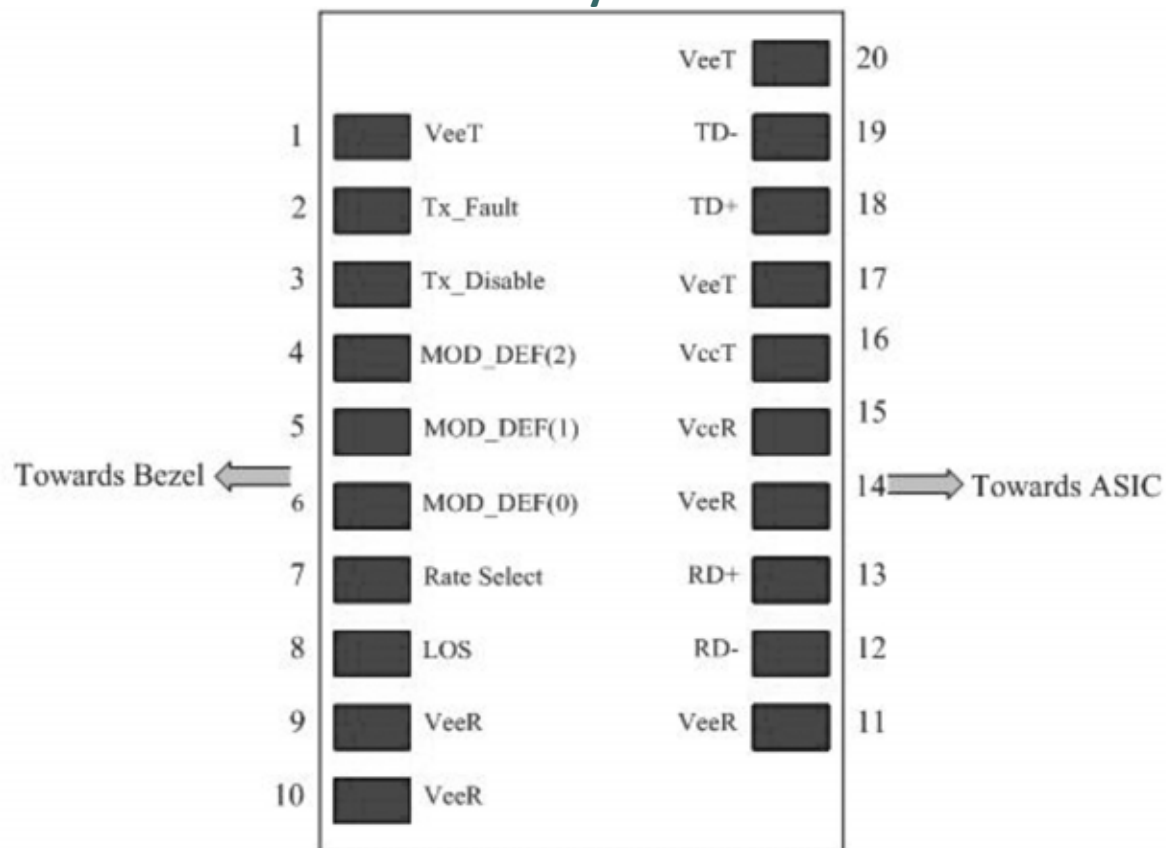 VeeT 20
1 VeeT TD- 19
2 Tx_Fault TD+ 18
3 Tx_Disable VeeT 17
4 MOD_DEF(2) VccT 16
5 MOD_DEF(1) VccR 15
Towards Bezel
6 MOD_DEF(0) VeeR 14
Towards ASIC
7 Rate Select RD+ 13
8 LOS RD- 12
9 VeeR VeeR 11
10 VeeR